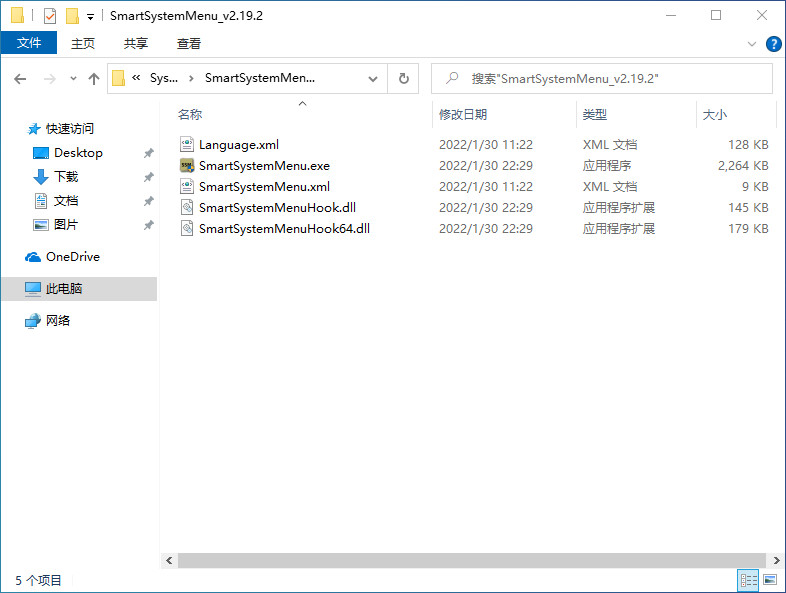 SmartSystemMenu_v2.19.2
文件 主页 共享 查看
« Sys... › SmartSystemMen... 搜索"SmartSystemMenu_v2.19.2"
名称 修改日期 类型 大小
快速访问
Desktop
下载
文档
图片
OneDrive
此电脑
网络
Language.xml 2022/1/30 11:22 XML 文档 128 KB
SmartSystemMenu.exe 2022/1/30 22:29 应用程序 2,264 KB
SmartSystemMenu.xml 2022/1/30 11:22 XML 文档 9 KB
SmartSystemMenuHook.dll 2022/1/30 22:29 应用程序扩展 145 KB
SmartSystemMenuHook64.dll 2022/1/30 22:29 应用程序扩展 179 KB
5 个项目